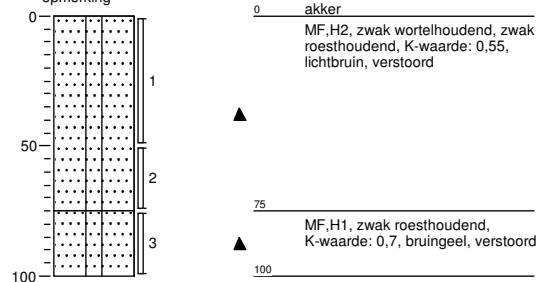 opmerking
0
50
100
1
2
3
0 akker
MF,H2, zwak wortelhoudend, zwak
roesthoudend, K-waarde: 0,55,
lichtbruin, verstoord
75
MF,H1, zwak roesthoudend,
K-waarde: 0,7, bruingeel, verstoord
100